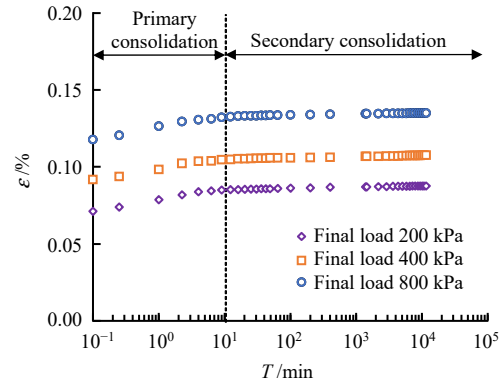 0.20
Primary
consolidation
Secondary consolidation
0.15
0.10
0.05
0.00
ε/%
Final load 200 kPa
Final load 400 kPa
Final load 800 kPa
10⁻¹ 10⁰ 10¹ 10² 10³ 10⁴ 10⁵
T/min